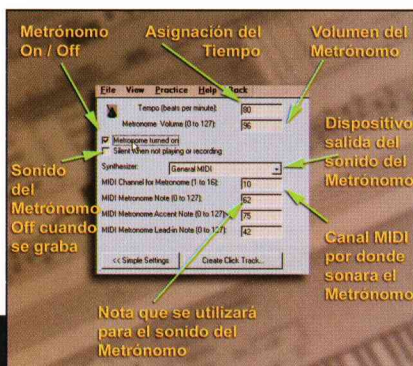 Metrónomo
On / Off
Asignación del
Tiempo
Volumen del
Metrónomo
File View Practice Help Back
Tempo (beats per minute): 80
Metronome Volume (0 to 127): 96
Metronome turned on
Silent when not playing or recording
Synthesizer: General MIDI
MIDI Channel for Metronome (1 to 16): 10
MIDI Metronome Note (0 to 127): 62
MIDI Metronome Accent Note (0 to 127): 75
MIDI Metronome Lead-in Note (0 to 127): 42
<< Simple Settings
Create Click Track...
Sonido
del
Metrónomo
Off cuando
se graba
Dispositivo
salida del
sonido del
Metrónomo
Canal MIDI
por donde
sonara el
Metrónomo
Nota que se utilizará
para el sonido del
Metrónomo